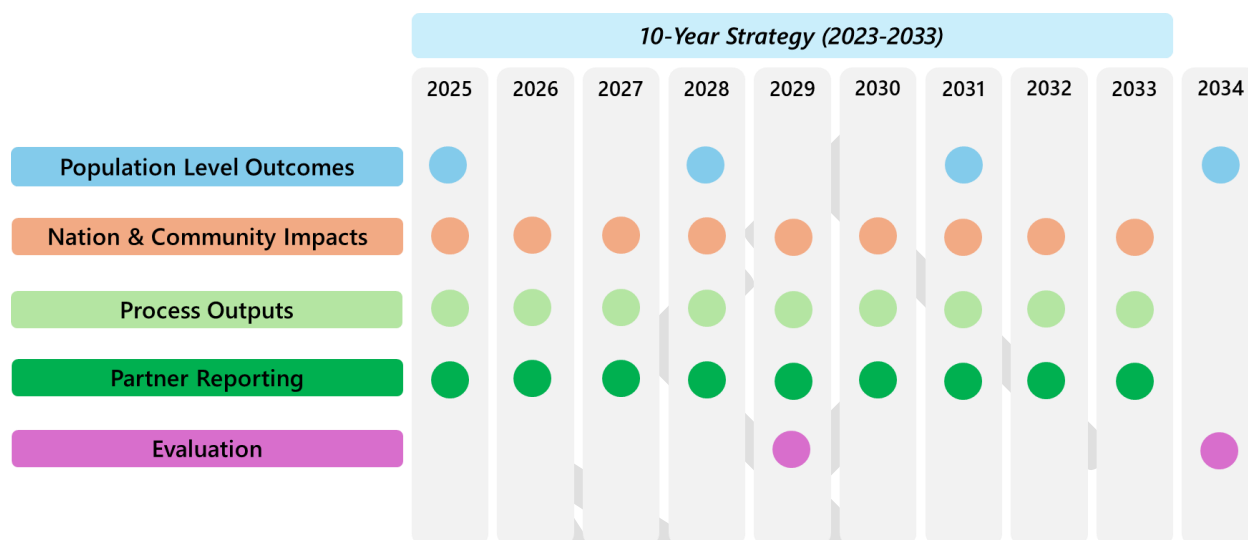 10-Year Strategy (2023-2033)
2025 2026 2027 2028 2029 2030 2031 2032 2033 2034
Population Level Outcomes
Nation & Community Impacts
Process Outputs
Partner Reporting
Evaluation